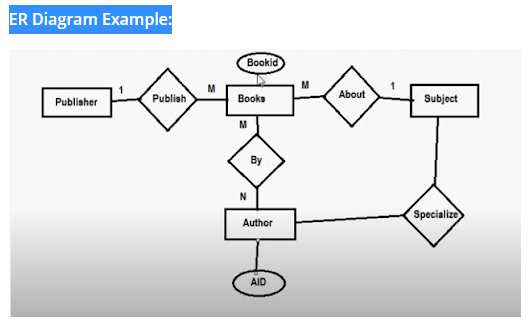 ER Diagram Example:
Bookid
Publisher 1 Publish M Books M About 1 Subject
M
By
N
Author Specialize
AID